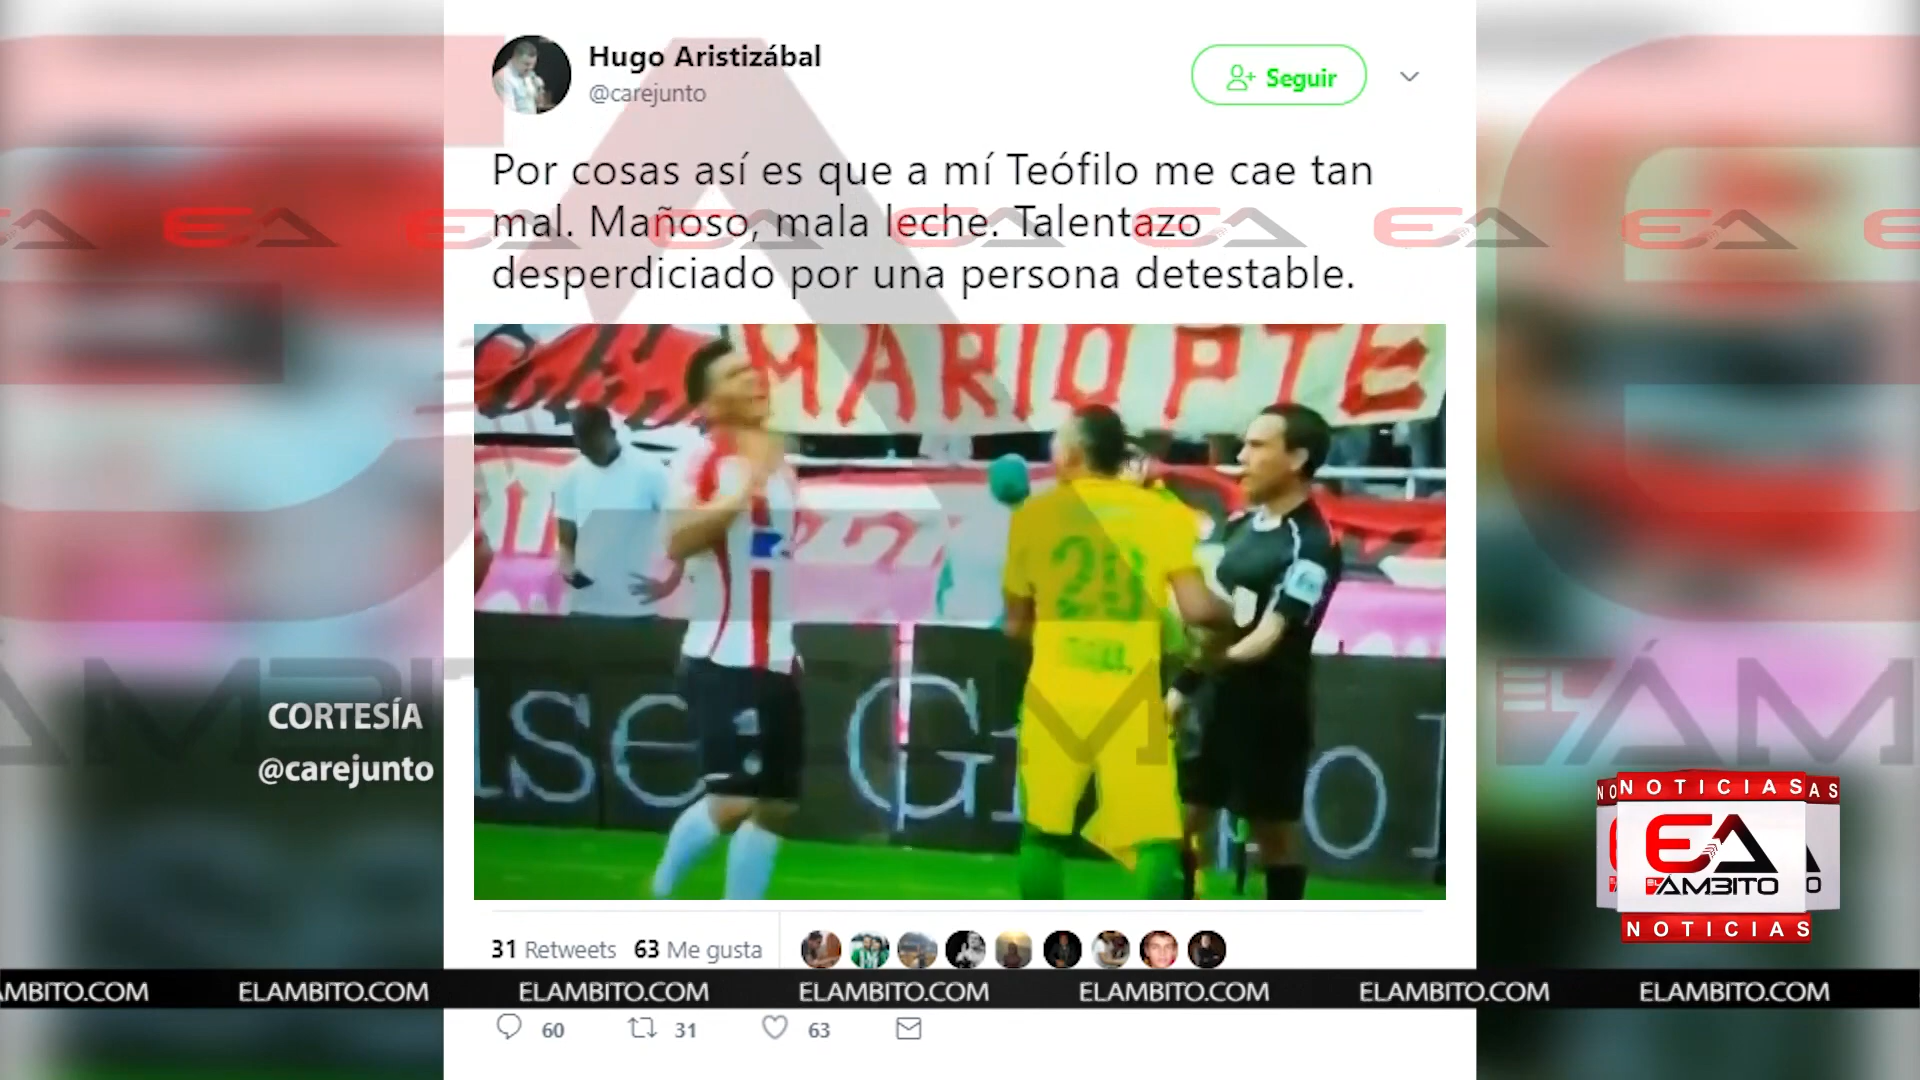 Hugo Aristizábal
@carejunto
Seguir
Por cosas así es que a mí Teófilo me cae tan
mal. Mañoso, mala leche. Talentazo
desperdiciado por una persona detestable.
MARIO PTE
CORTESÍA
@carejunto
NOTICIAS
EA
EL ÁMBITO
NOTICIAS
31 Retweets 63 Me gusta
ELAMBITO.COM ELAMBITO.COM ELAMBITO.COM ELAMBITO.COM ELAMBITO.COM ELAMBITO.COM
60 31 63